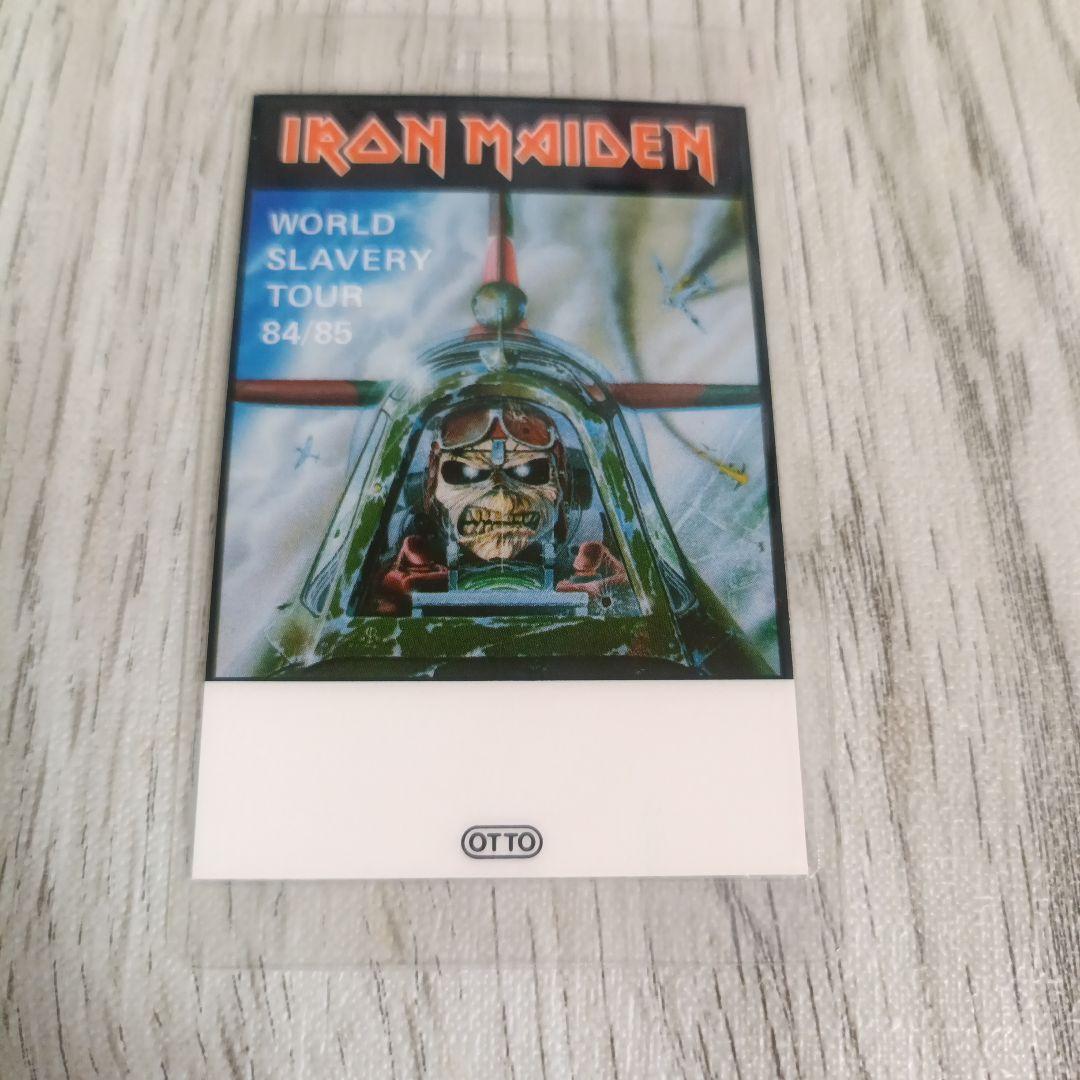 IRON MAIDEN
WORLD
SLAVERY
TOUR
84/85
OTTO